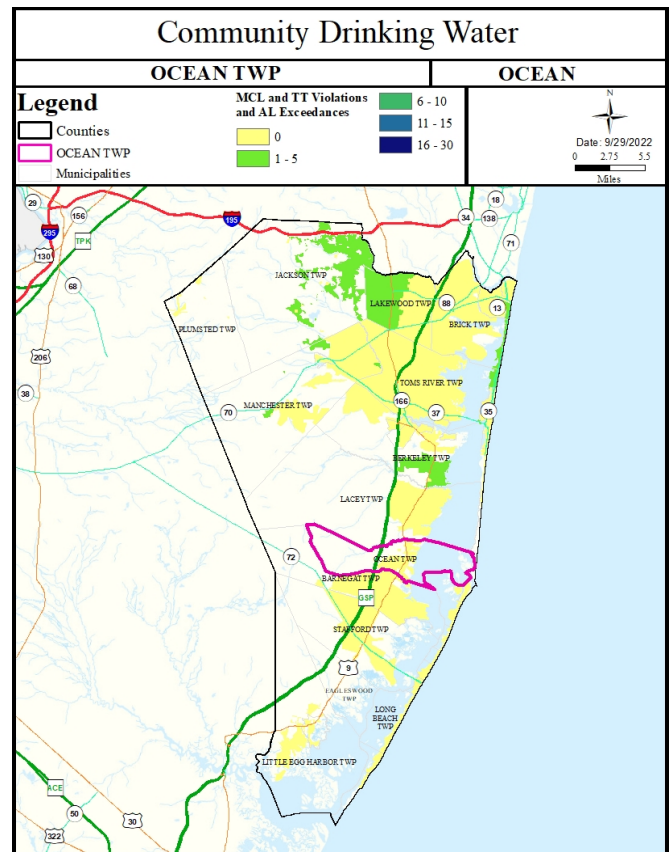 Community Drinking Water
OCEAN TWP
OCEAN
Legend
Counties
OCEAN TWP
Municipalities
MCL and TT Violations
and AL Exceedances
0
1 - 5
6 - 10
11 - 15
16 - 30
N
Date: 9/29/2022
0 2.75 5.5
Miles
29
156
295
TPK
130
68
206
38
195
34
18
138
71
JACKSON TWP
LAKEWOOD TWP
88
13
BRICK TWP
PLUMSTED TWP
TOMS RIVER TWP
MANCHESTER TWP
70
166
37
35
BERKELEY TWP
LACEY TWP
72
OCEAN TWP
BARNEGAT TWP
GSP
STAFFORD TWP
9
EAGLESWOOD
TWP
LONG
BEACH
TWP
LITTLE EGG HARBOR TWP
ACE
50
30
322